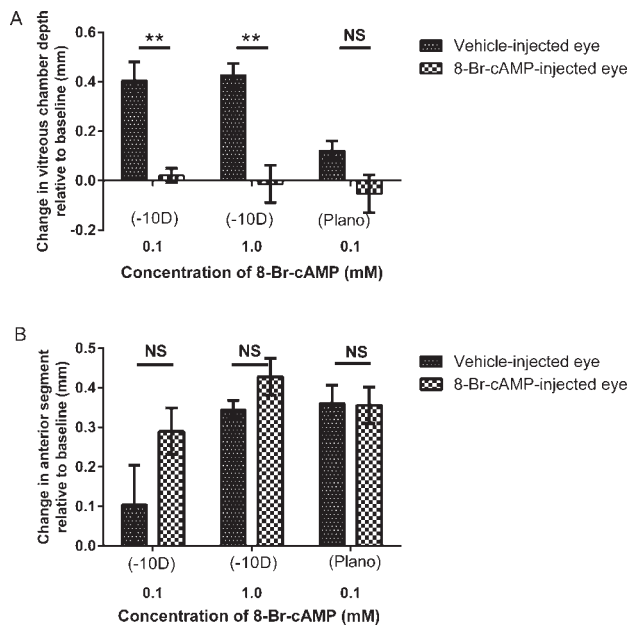 A
Change in vitreous chamber depth
relative to baseline (mm)
0.6
0.4
0.2
0.0
-0.2
**
**
NS
Vehicle-injected eye
8-Br-cAMP-injected eye
(-10D)
(-10D)
(Plano)
0.1
1.0
0.1
Concentration of 8-Br-cAMP (mM)
B
Change in anterior segment
relative to baseline (mm)
0.5
0.4
0.3
0.2
0.1
0.0
NS
NS
NS
Vehicle-injected eye
8-Br-cAMP-injected eye
(-10D)
(-10D)
(Plano)
0.1
1.0
0.1
Concentration of 8-Br-cAMP (mM)